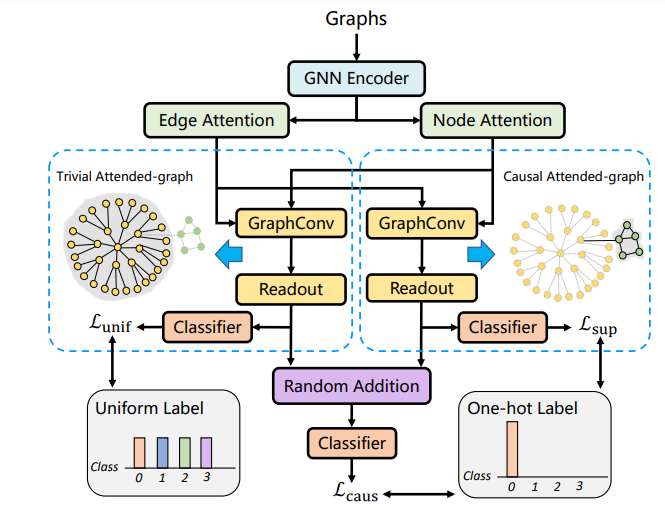 Graphs
GNN Encoder
Edge Attention
Node Attention
Trivial Attended-graph
Causal Attended-graph
GraphConv
GraphConv
Readout
Readout
ℒunif
Classifier
Classifier
ℒsup
Random Addition
Uniform Label
Class
0 1 2 3
One-hot Label
Class
0 1 2 3
Classifier
ℒcaus